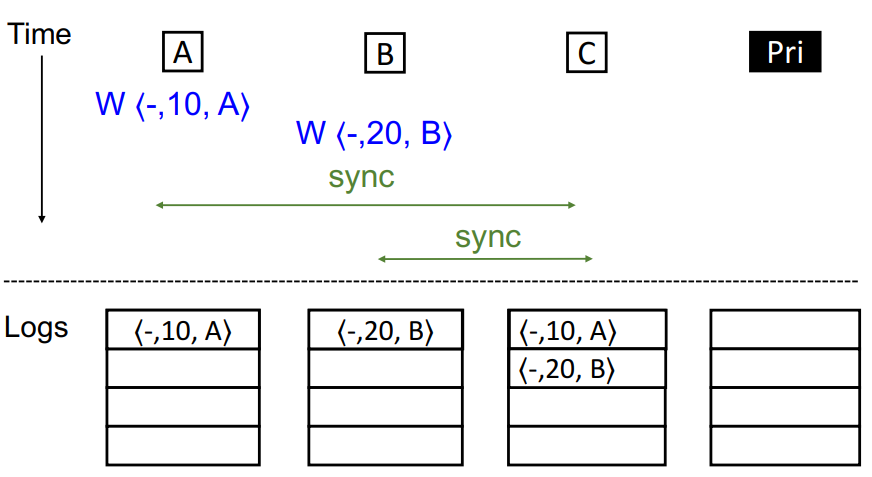 Time
A
B
C
Pri
W ⟨-,10, A⟩
W ⟨-,20, B⟩
sync
sync
Logs
⟨-,10, A⟩
⟨-,20, B⟩
⟨-,10, A⟩
⟨-,20, B⟩